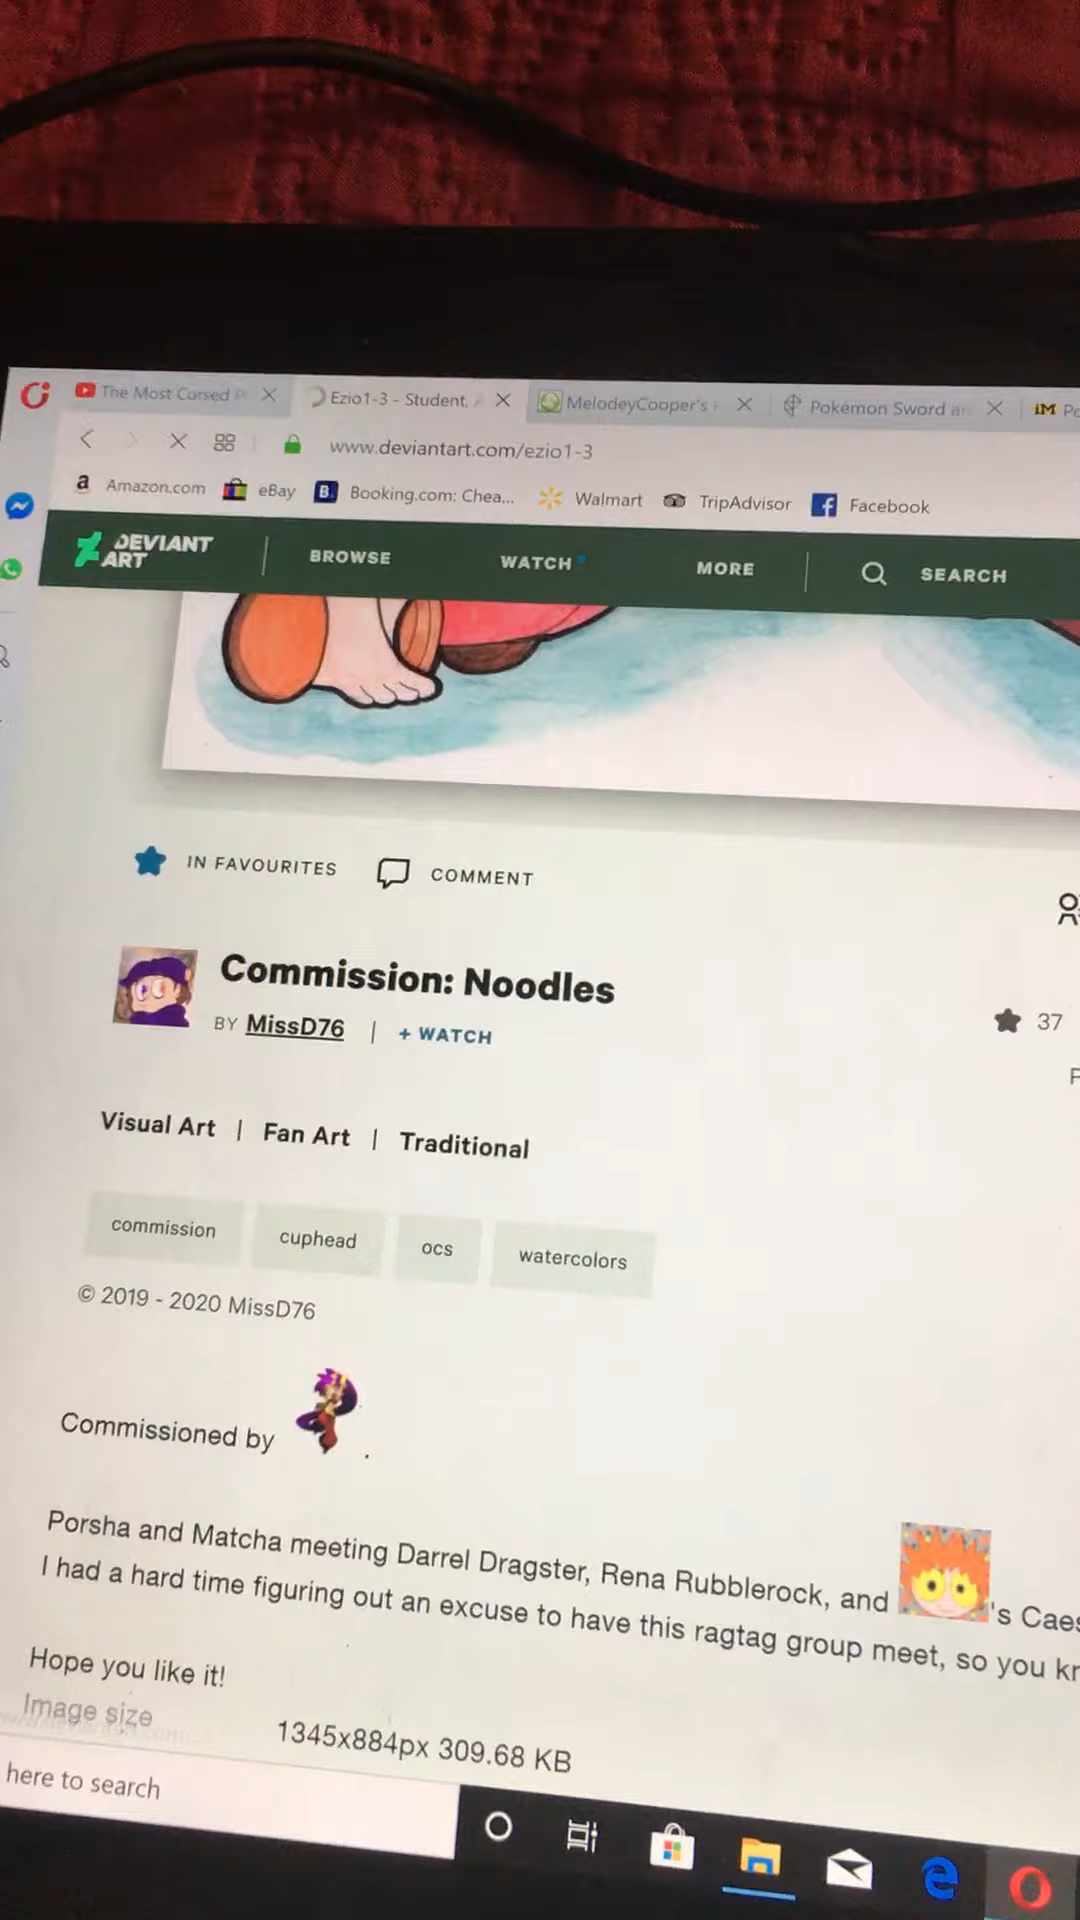 The Most Cursed P
Ezio1-3 - Student,
MelodeyCooper's
Pokémon Sword a
iM
www.deviantart.com/ezio1-3
Amazon.com
eBay
B.
Booking.com: Chea...
Walmart
TripAdvisor
Facebook
DEVIANT ART
BROWSE
WATCH
MORE
SEARCH
IN FAVOURITES
COMMENT
Commission: Noodles
BY MissD76 | + WATCH
37
Visual Art | Fan Art | Traditional
commission
cuphead
ocs
watercolors
© 2019 - 2020 MissD76
Commissioned by .
Porsha and Matcha meeting Darrel Dragster, Rena Rubblerock, and 's Caes
I had a hard time figuring out an excuse to have this ragtag group meet, so you kn
Hope you like it!
Image size
1345x884px 309.68 KB
here to search